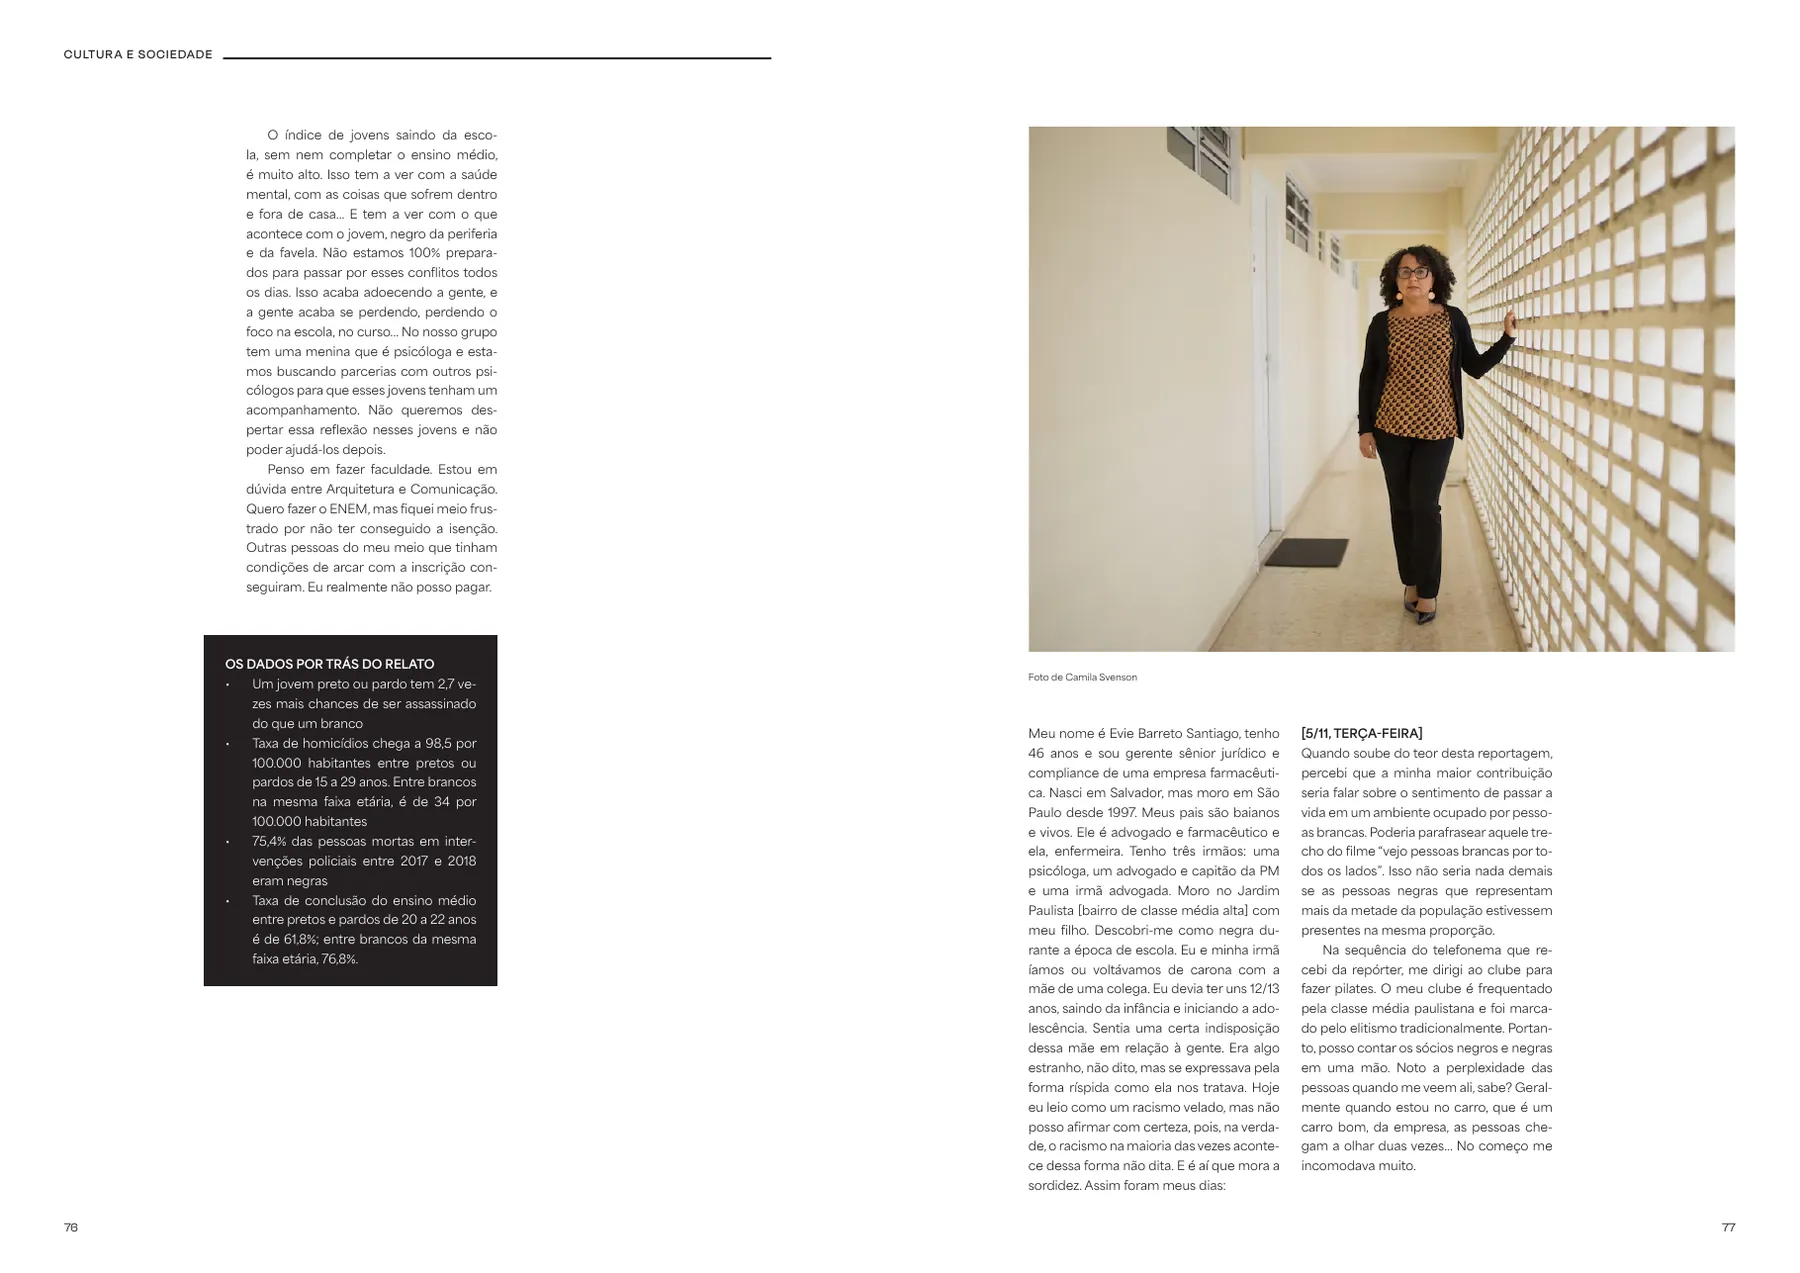 CULTURA E SOCIEDADE
O índice de jovens saindo da esco-
la, sem nem completar o ensino médio,
é muito alto. Isso tem a ver com a saúde
mental, com as coisas que sofrem dentro
e fora de casa... E tem a ver com o que
acontece com o jovem, negro da periferia
e da favela. Não estamos 100% prepara-
dos para passar por esses conflitos todos
os dias. Isso acaba adoecendo a gente, e
a gente acaba se perdendo, perdendo o
foco na escola, no curso... No nosso grupo
tem uma menina que é psicóloga e esta-
mos buscando parcerias com outros psi-
cólogos para que esses jovens tenham um
acompanhamento. Não queremos des-
pertar essa reflexão nesses jovens e não
poder ajudá-los depois.
Penso em fazer faculdade. Estou em
dúvida entre Arquitetura e Comunicação.
Quero fazer o ENEM, mas fiquei meio frus-
trado por não ter conseguido a isenção.
Outras pessoas do meu meio que tinham
condições de arcar com a inscrição con-
seguiram. Eu realmente não posso pagar.
OS DADOS POR TRÁS DO RELATO
• Um jovem preto ou pardo tem 2,7 ve-
zes mais chances de ser assassinado
do que um branco
• Taxa de homicídios chega a 98,5 por
100.000 habitantes entre pretos ou
pardos de 15 a 29 anos. Entre brancos
na mesma faixa etária, é de 34 por
100.000 habitantes
• 75,4% das pessoas mortas em inter-
venções policiais entre 2017 e 2018
eram negras
• Taxa de conclusão do ensino médio
entre pretos e pardos de 20 a 22 anos
é de 61,8%; entre brancos da mesma
faixa etária, 76,8%.
76
Foto de Camila Svenson
Meu nome é Evie Barreto Santiago, tenho
46 anos e sou gerente sênior jurídico e
compliance de uma empresa farmacêuti-
ca. Nasci em Salvador, mas moro em São
Paulo desde 1997. Meus pais são baianos
e vivos. Ele é advogado e farmacêutico e
ela, enfermeira. Tenho três irmãos: uma
psicóloga, um advogado e capitão da PM
e uma irmã advogada. Moro no Jardim
Paulista [bairro de classe média alta] com
meu filho. Descobri-me como negra du-
rante a época de escola. Eu e minha irmã
íamos ou voltávamos de carona com a
mãe de uma colega. Eu devia ter uns 12/13
anos, saindo da infância e iniciando a ado-
lescência. Sentia uma certa indisposição
dessa mãe em relação à gente. Era algo
estranho, não dito, mas se expressava pela
forma ríspida como ela nos tratava. Hoje
eu leio como um racismo velado, mas não
posso afirmar com certeza, pois, na verda-
de, o racismo na maioria das vezes aconte-
ce dessa forma não dita. E é aí que mora a
sordidez. Assim foram meus dias:
[5/11, TERÇA-FEIRA]
Quando soube do teor desta reportagem,
percebi que a minha maior contribuição
seria falar sobre o sentimento de passar a
vida em um ambiente ocupado por pesso-
as brancas. Poderia parafrasear aquele tre-
cho do filme “vejo pessoas brancas por to-
dos os lados”. Isso não seria nada demais
se as pessoas negras que representam
mais da metade da população estivessem
presentes na mesma proporção.
Na sequência do telefonema que re-
cebi da repórter, me dirigi ao clube para
fazer pilates. O meu clube é frequentado
pela classe média paulistana e foi marca-
do pelo elitismo tradicionalmente. Portan-
to, posso contar os sócios negros e negras
em uma mão. Noto a perplexidade das
pessoas quando me veem ali, sabe? Geral-
mente quando estou no carro, que é um
carro bom, da empresa, as pessoas che-
gam a olhar duas vezes... No começo me
incomodava muito.
77